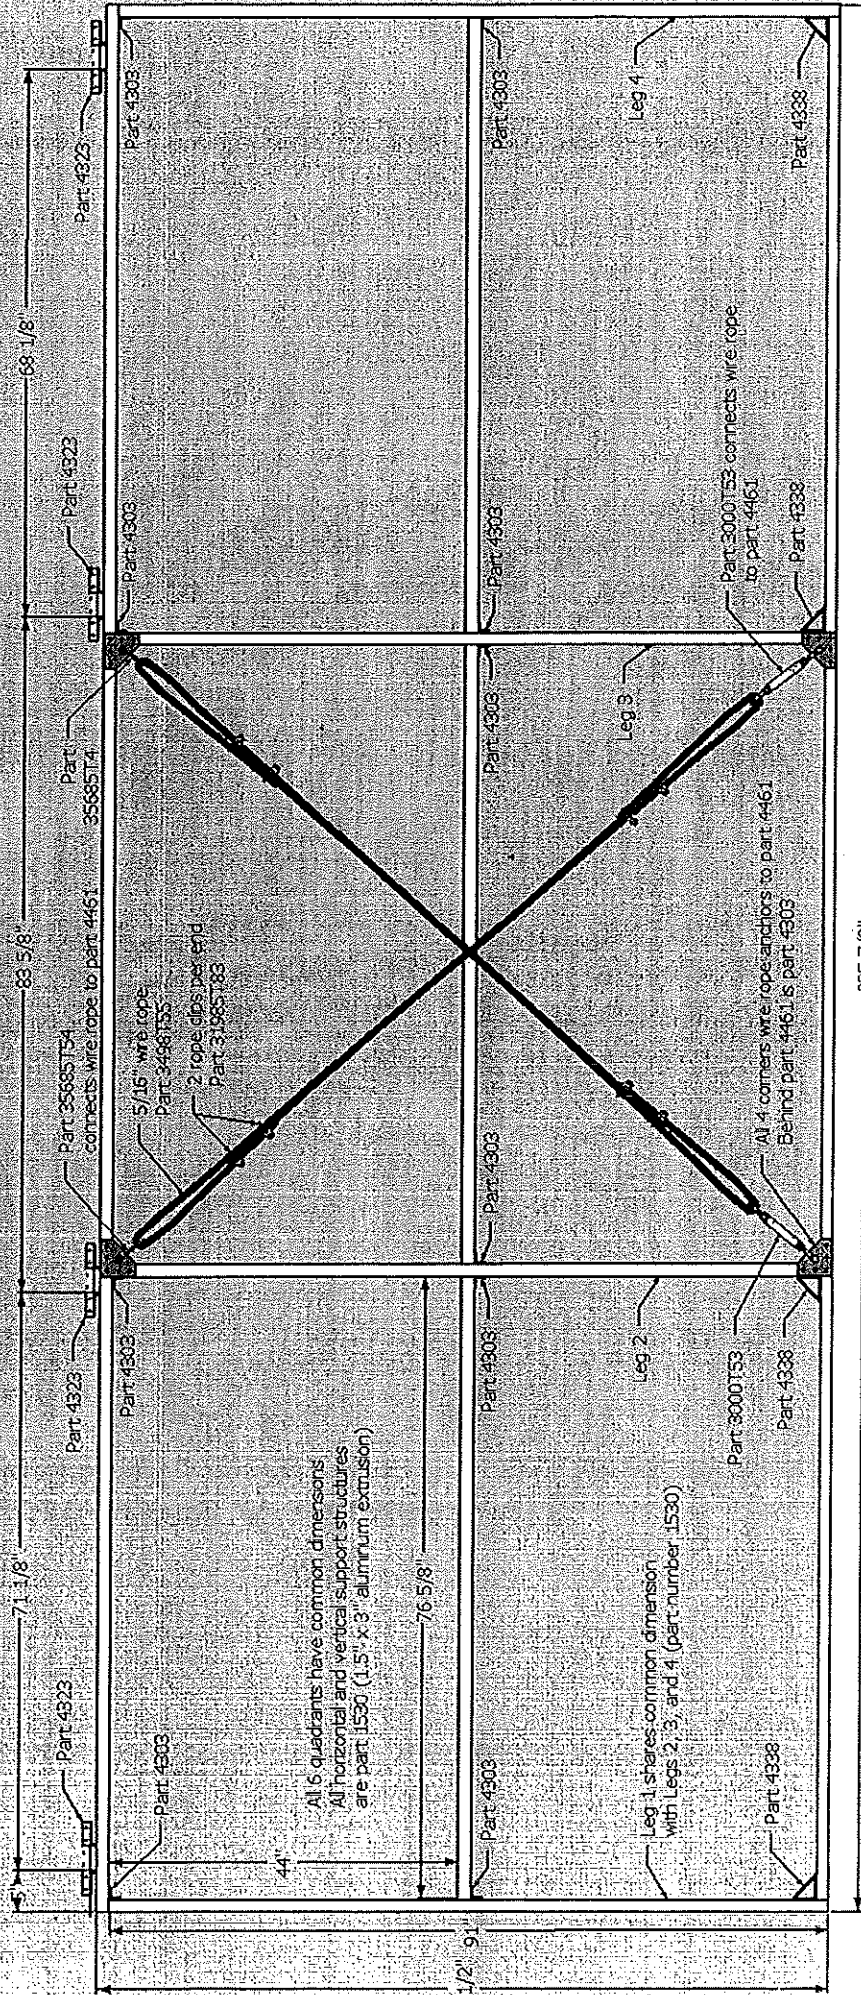 5"
71 1/8"
83 5/8"
68 1/8"
Part 4323
Part 4323
Part 4323
Part 4323
Part 35685T54
connects wire rope to part 4461
Part
35685T4
Part 4303
Part 4303
Part 4303
Part 4303
5/16" wire rope
Part 3498T55
2 rope clips per end
Part 31985T83
All 6 quadrants have common dimensions
All horizontal and vertical support structures
are part 1530 (1.5" x 3" aluminum extrusion)
44"
76 5/8"
Part 4303
Part 4303
Part 4303
Part 4303
Part 4303
Part 4303
Leg 1 shares common dimension
with Legs 2, 3, and 4 (part number 1530)
Leg 2
Leg 3
Leg 4
Part 4338
Part 4338
Part 4338
Part 4338
Part 3000T53
All 4 corners wire rope anchors to part 4461
Behind part 4461 is part 4303
Part 3000T53 connects wire rope
to part 4461
91
1/2"